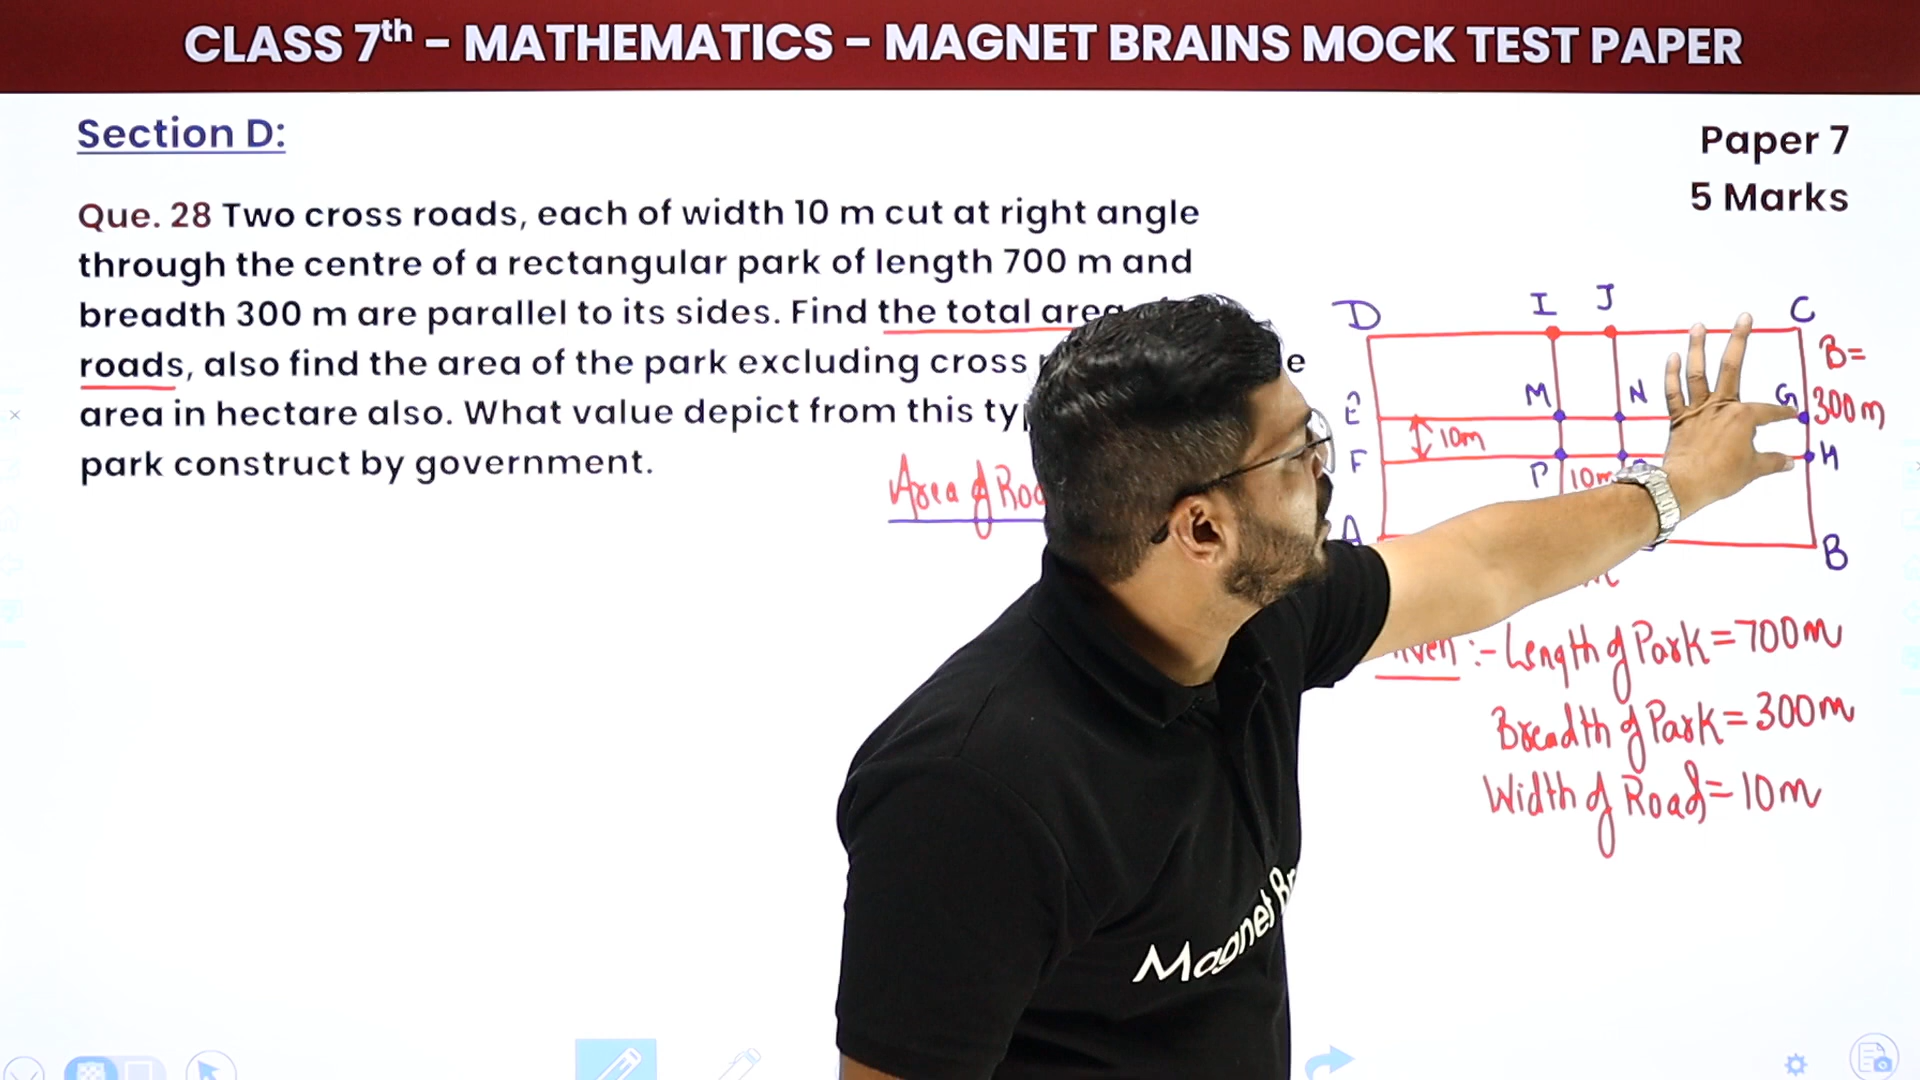 CLASS 7th – MATHEMATICS – MAGNET BRAINS MOCK TEST PAPER
Section D:
Paper 7
5 Marks
Que. 28 Two cross roads, each of width 10 m cut at right angle
through the centre of a rectangular park of length 700 m and
breadth 300 m are parallel to its sides. Find the total area
roads, also find the area of the park excluding cross e
area in hectare also. What value depict from this
park construct by government.
Area of
D I J C
B=
300m
E M N G
10m
F P 10m H
A B
:- Length of Park = 700m
Breadth of Park = 300m
Width of Road = 10m
Magnet